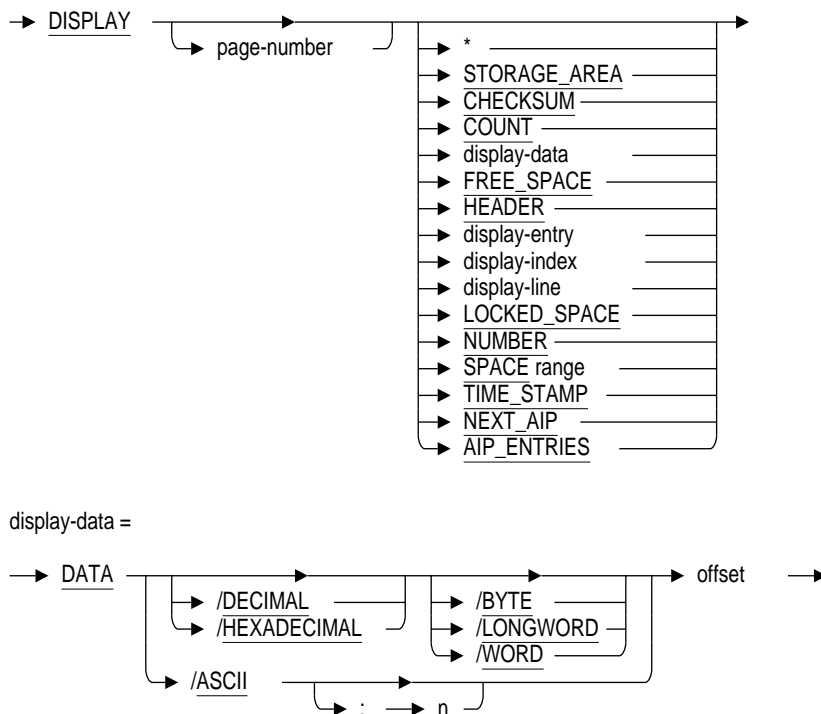 DISPLAY
page-number
*
STORAGE_AREA
CHECKSUM
COUNT
display-data
FREE_SPACE
HEADER
display-entry
display-index
display-line
LOCKED_SPACE
NUMBER
SPACE range
TIME_STAMP
NEXT_AIP
AIP_ENTRIES
display-data =
DATA
offset
/DECIMAL
/BYTE
/HEXADECIMAL
/LONGWORD
/WORD
/ASCII
: n